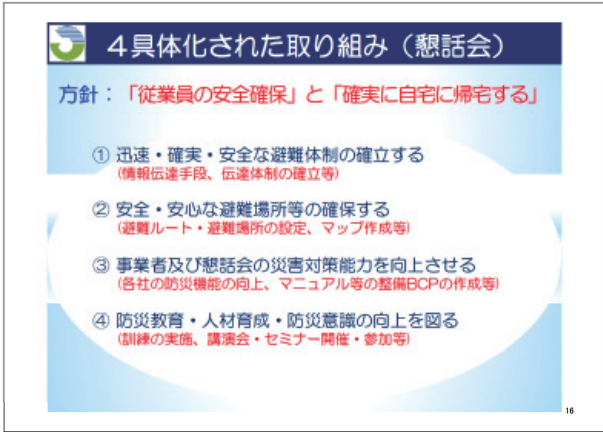 4具体化された取り組み（懇話会）
方針：「従業員の安全確保」と「確実に自宅に帰宅する」
① 迅速・確実・安全な避難体制の確立する
（情報伝達手段、伝達体制の確立等）
② 安全・安心な避難場所等の確保する
（避難ルート・避難場所の設定、マップ作成等）
③ 事業者及び懇話会の災害対策能力を向上させる
（各社の防災機能の向上、マニュアル等の整備BCPの作成等）
④ 防災教育・人材育成・防災意識の向上を図る
（訓練の実施、講演会・セミナー開催・参加等）
16